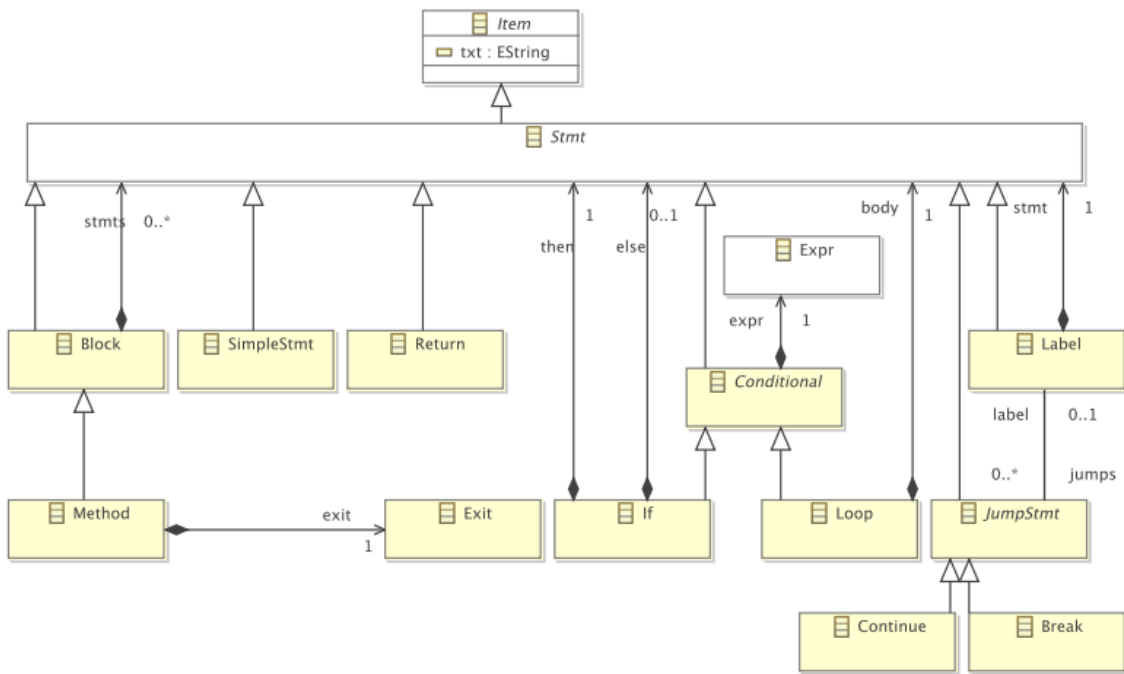 Item
txt : EString
Stmt
stmts 0..*
1
0..1
body
1
stmt
1
then
else
Expr
expr 1
Block
SimpleStmt
Return
Label
Conditional
label 0..1
0..* jumps
Method
exit
1
Exit
If
Loop
JumpStmt
Continue
Break